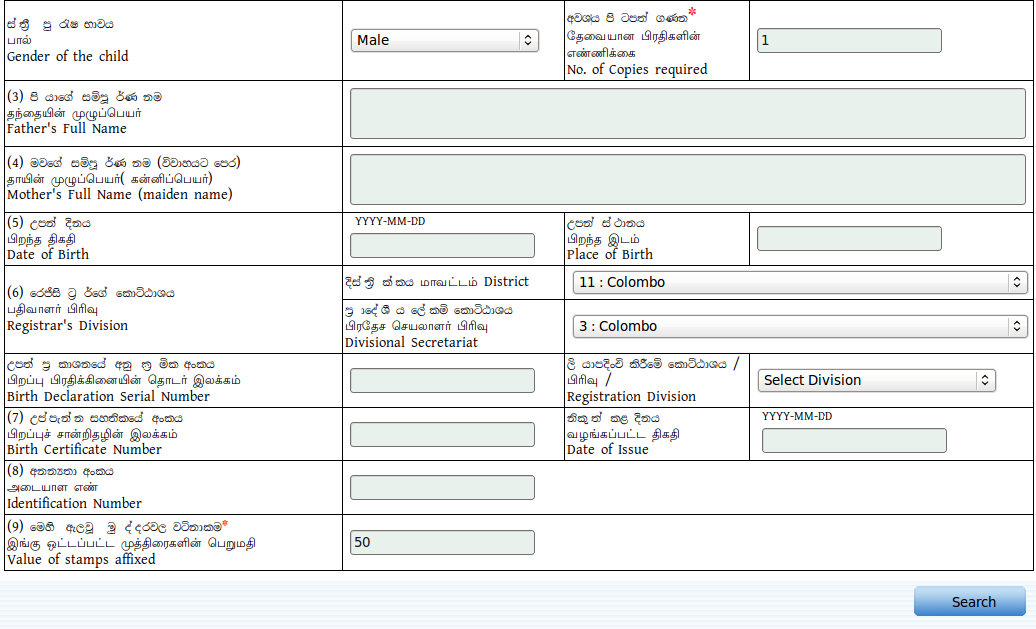 ස්ත්‍රී පුරුෂ භාවය
பால்
Gender of the child
Male
අවශ්‍ය පිටපත් ගණන*
தேவையான பிரதிகளின்
எண்ணிக்கை
No. of Copies required
1
(3) පියාගේ සම්පූර්ණ නම
தந்தையின் முழுப்பெயர்
Father's Full Name
(4) මවගේ සම්පූර්ණ නම (විවාහයට පෙර)
தாயின் முழுப்பெயர்( கன்னிப்பெயர்)
Mother's Full Name (maiden name)
(5) උපන් දිනය
பிறந்த திகதி
Date of Birth
YYYY-MM-DD
උපන් ස්ථානය
பிறந்த இடம்
Place of Birth
(6) රෙජිස්ට්‍රාර්ගේ කොට්ඨාශය
பதிவாளர் பிரிவு
Registrar's Division
දිස්ත්‍රික්කය மாவட்டம் District
11 : Colombo
ප්‍රාදේශීය ලේකම් කොට්ඨාශය
பிரதேச செயலாளர் பிரிவு
Divisional Secretariat
3 : Colombo
උපත් ප්‍රකාශනයේ අනුක්‍රමික අංකය
பிறப்பு பிரதிக்கினையின் தொடர் இலக்கம்
Birth Declaration Serial Number
ලියාපදිංචි කිරීමේ කොට්ඨාශය /
பிரிவு /
Registration Division
Select Division
(7) උප්පැන්න සහතිකයේ අංකය
பிறப்புச் சான்றிதழின் இலக்கம்
Birth Certificate Number
නිකුත් කළ දිනය
வழங்கப்பட்ட திகதி
Date of Issue
YYYY-MM-DD
(8) අනන්‍යතා අංකය
அடையாள எண்
Identification Number
(9) මෙහි ඇලවූ මුද්දරවල වටිනාකම*
இங்கு ஒட்டப்பட்ட முத்திரைகளின் பெறுமதி
Value of stamps affixed
50
Search